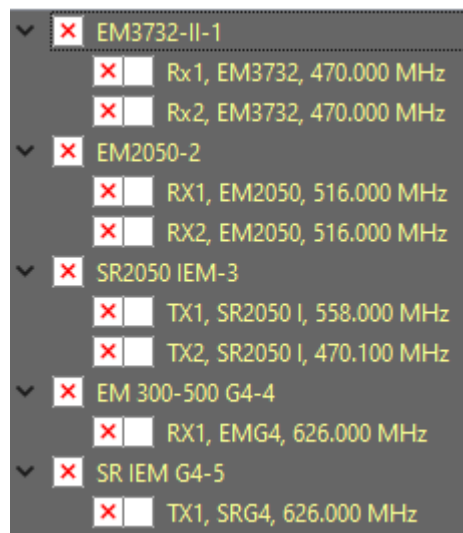 EM3732-II-1
Rx1, EM3732, 470.000 MHz
Rx2, EM3732, 470.000 MHz
EM2050-2
RX1, EM2050, 516.000 MHz
RX2, EM2050, 516.000 MHz
SR2050 IEM-3
TX1, SR2050 I, 558.000 MHz
TX2, SR2050 I, 470.100 MHz
EM 300-500 G4-4
RX1, EMG4, 626.000 MHz
SR IEM G4-5
TX1, SRG4, 626.000 MHz